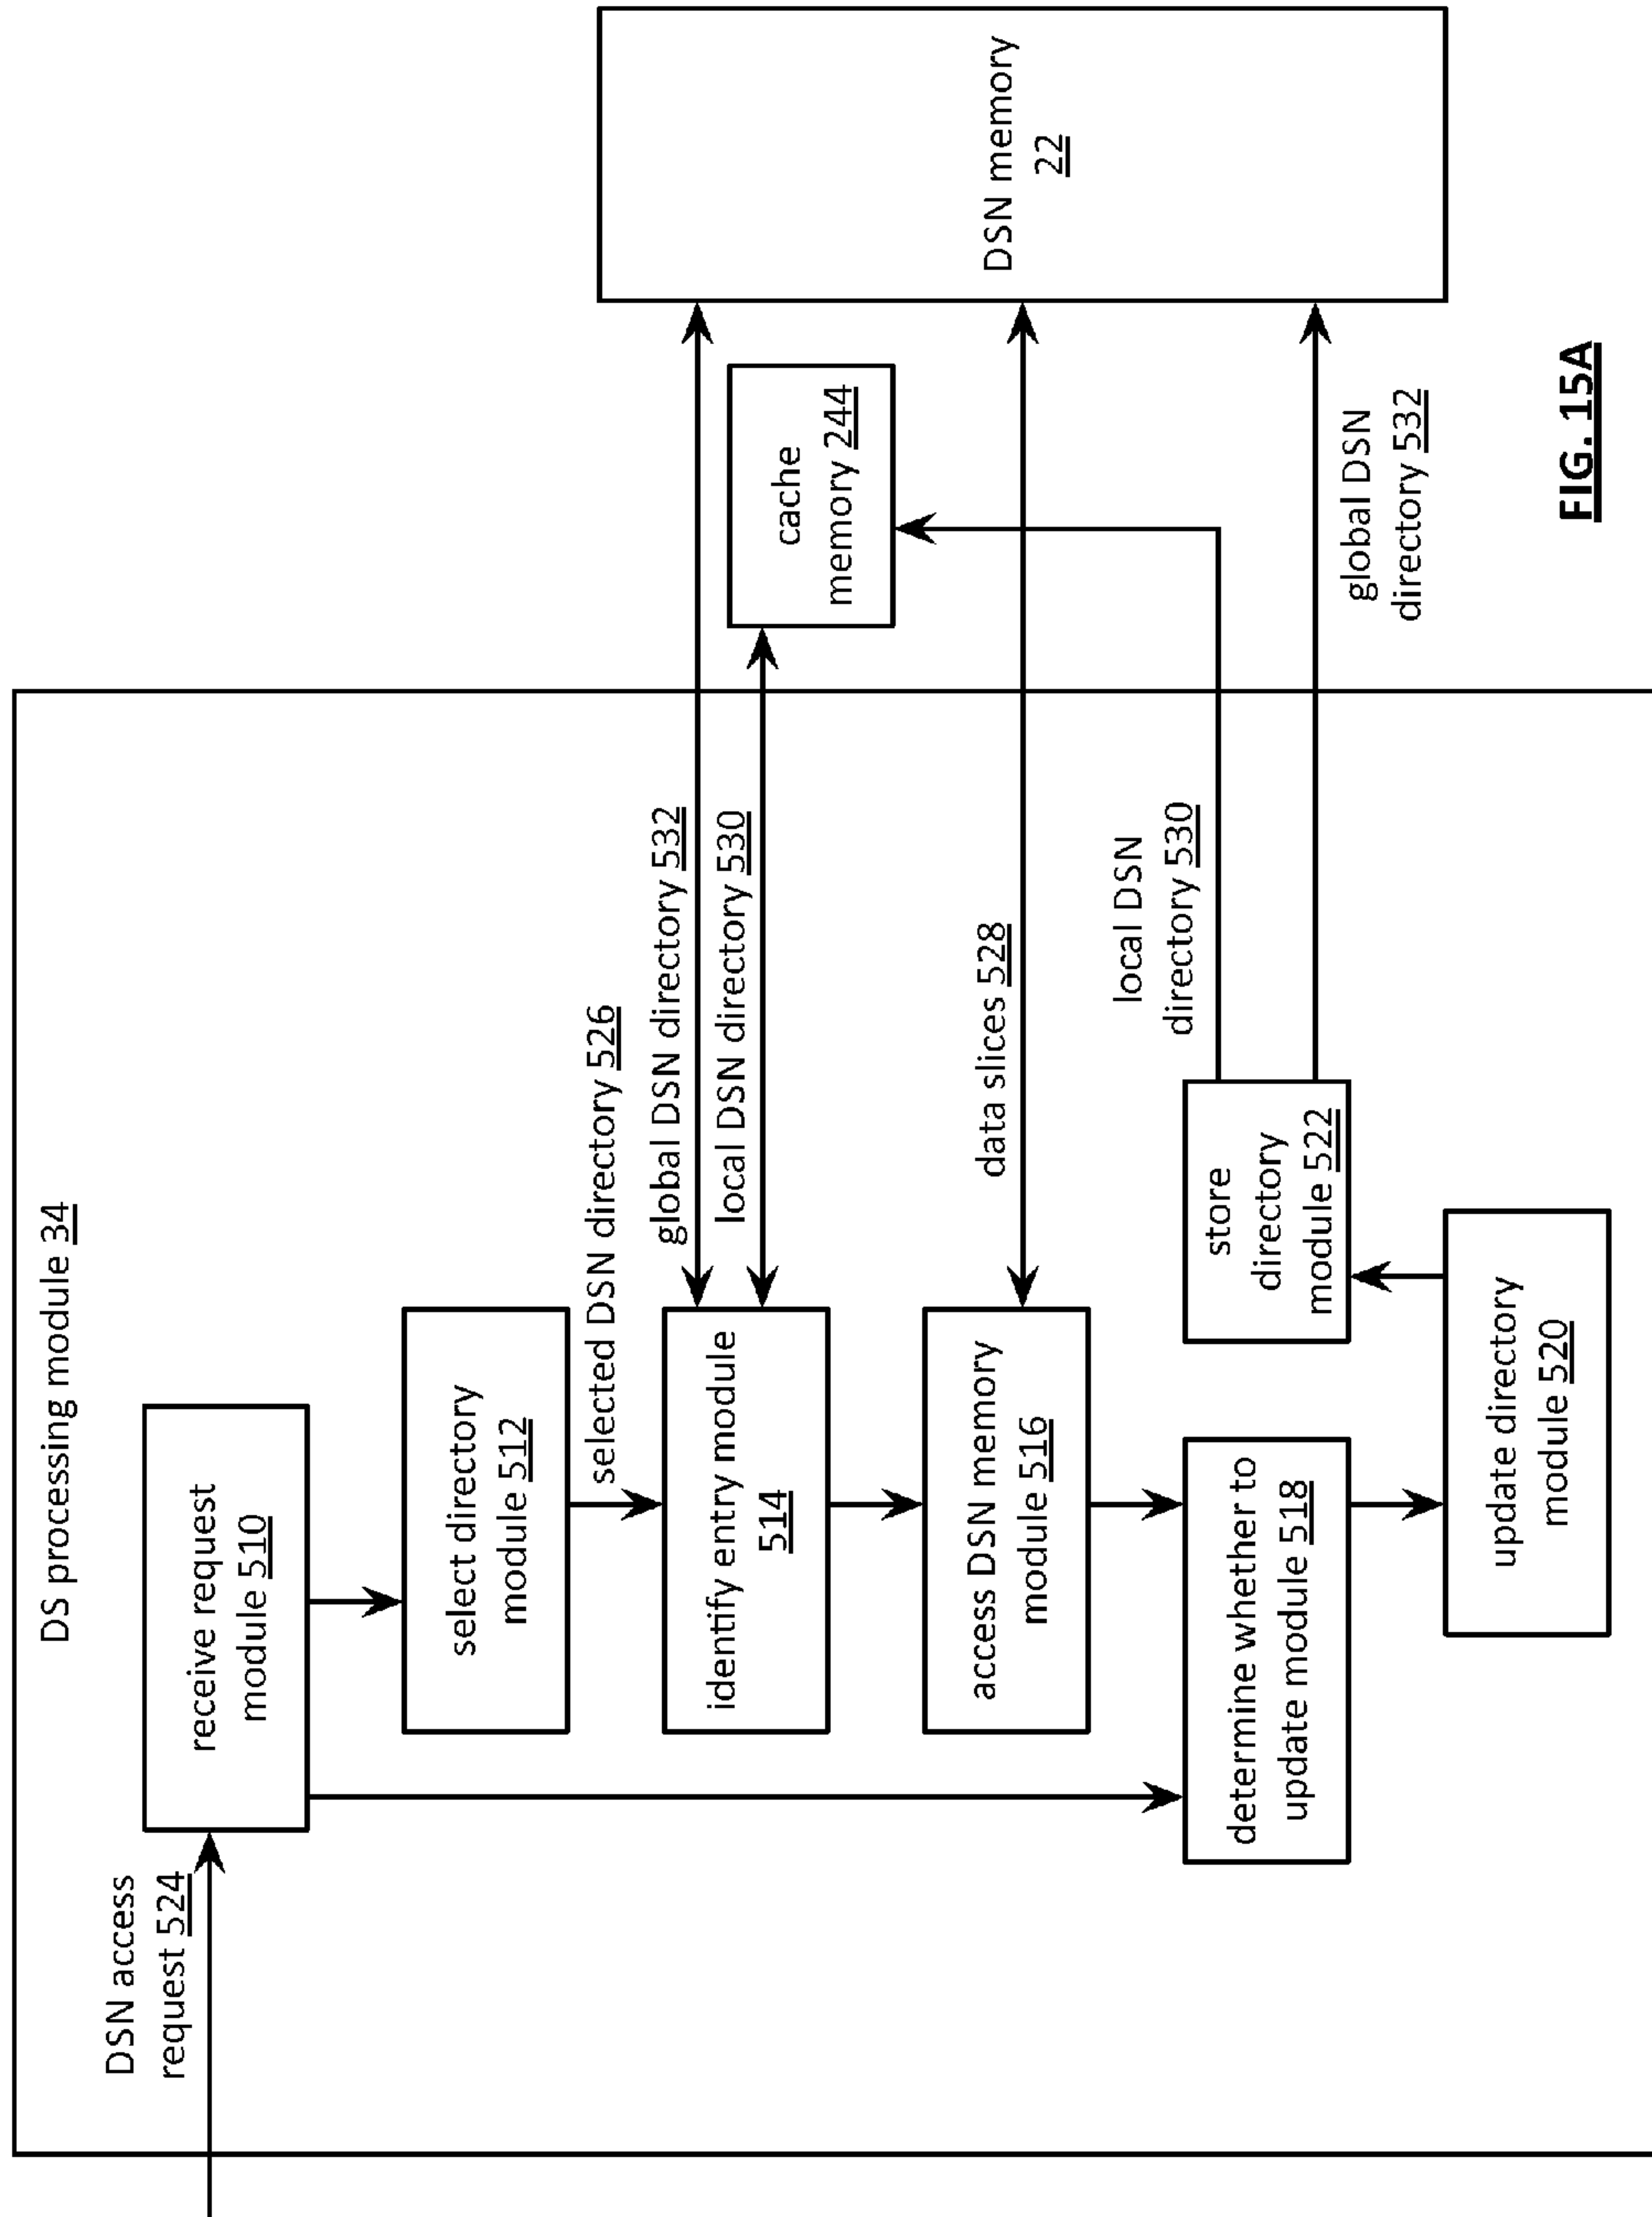 DS processing module 34
DSN access
request 524
receive request
module 510
select directory
module 512
selected DSN directory 526
global DSN directory 532
local DSN directory 530
identify entry module
514
cache
memory 244
DSN memory
22
access DSN memory
module 516
data slices 528
determine whether to
update module 518
store
directory
module 522
local DSN
directory 530
global DSN
directory 532
update directory
module 520
FIG. 15A